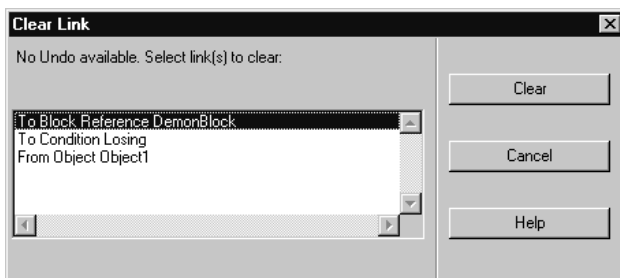 Clear Link
No Undo available. Select link(s) to clear:
To Block Reference DemonBlock
To Condition Losing
From Object Object1
Clear
Cancel
Help